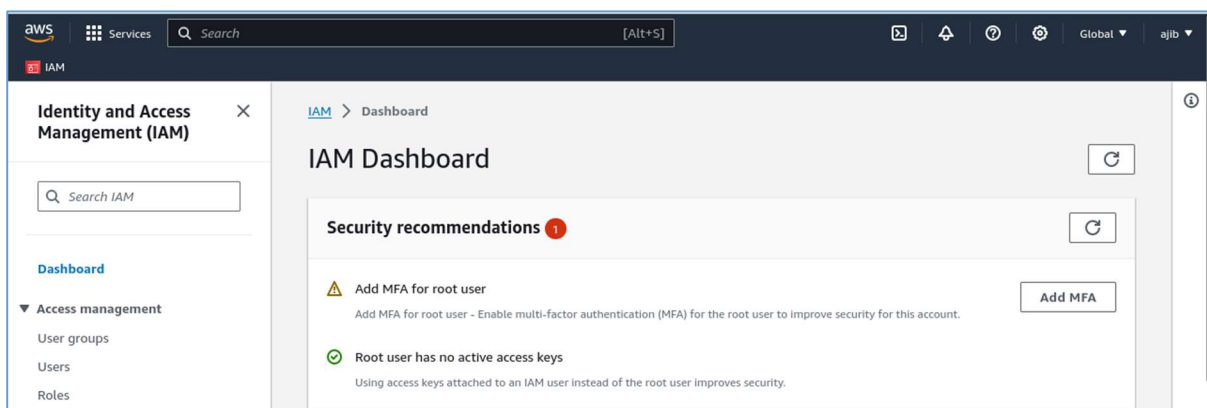 aws Services Search [Alt+S] Global ajib
IAM
Identity and Access
Management (IAM)
Search IAM
Dashboard
Access management
User groups
Users
Roles
IAM > Dashboard
IAM Dashboard
Security recommendations 1
Add MFA for root user
Add MFA for root user - Enable multi-factor authentication (MFA) for the root user to improve security for this account.
Add MFA
Root user has no active access keys
Using access keys attached to an IAM user instead of the root user improves security.